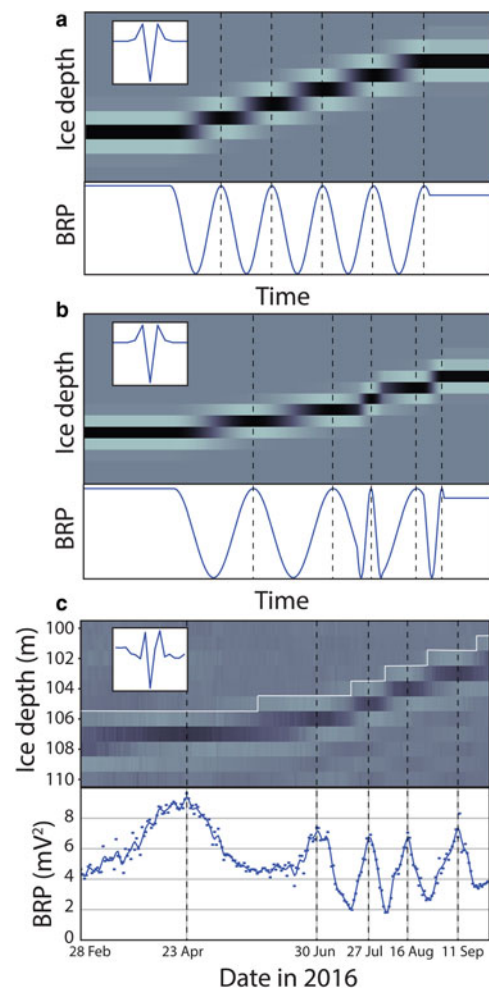 a
Ice depth
BRP
Time
b
Ice depth
BRP
Time
c
100
102
104
106
108
110
Ice depth (m)
8
6
4
2
0
BRP (mV²)
28 Feb 23 Apr 30 Jun 27 Jul 16 Aug 11 Sep
Date in 2016